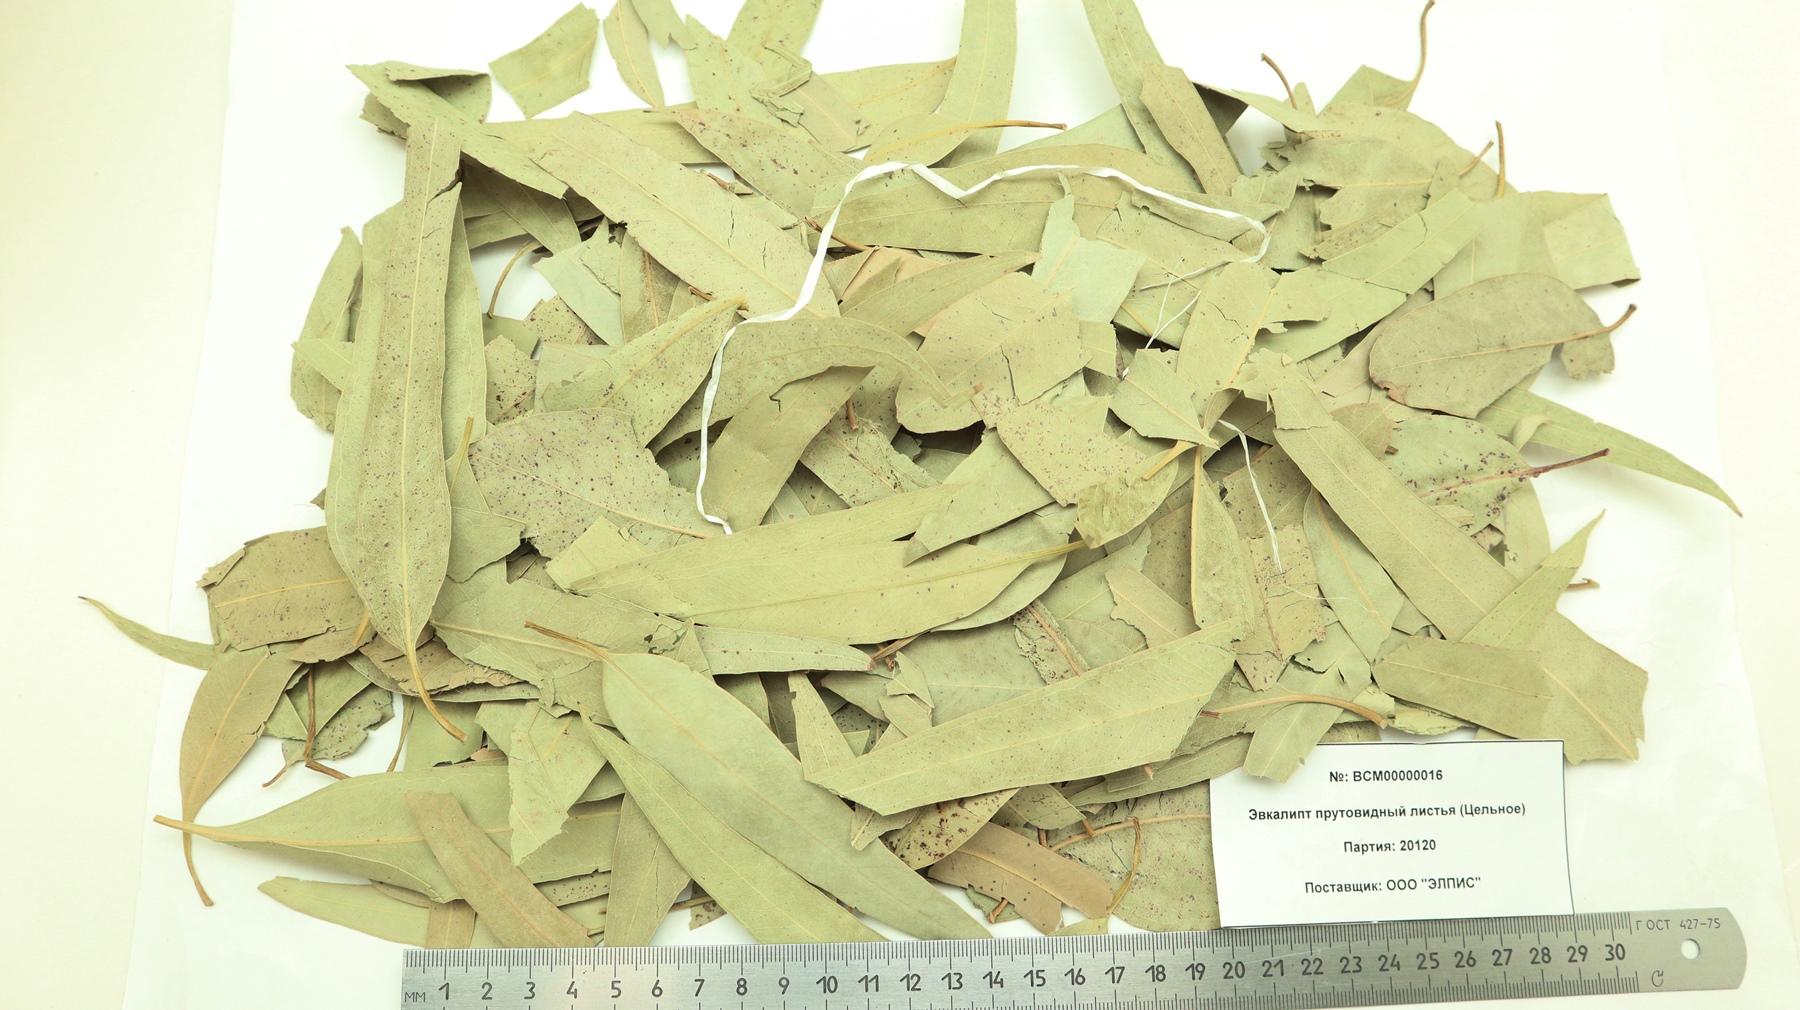 №: ВСМ00000016
Эвкалипт прутовидный листья (Цельное)
Партия: 20120
Поставщик: ООО "ЭЛПИС"
ГОСТ 427-75
мм 1 2 3 4 5 6 7 8 9 10 11 12 13 14 15 16 17 18 19 20 21 22 23 24 25 26 27 28 29 30